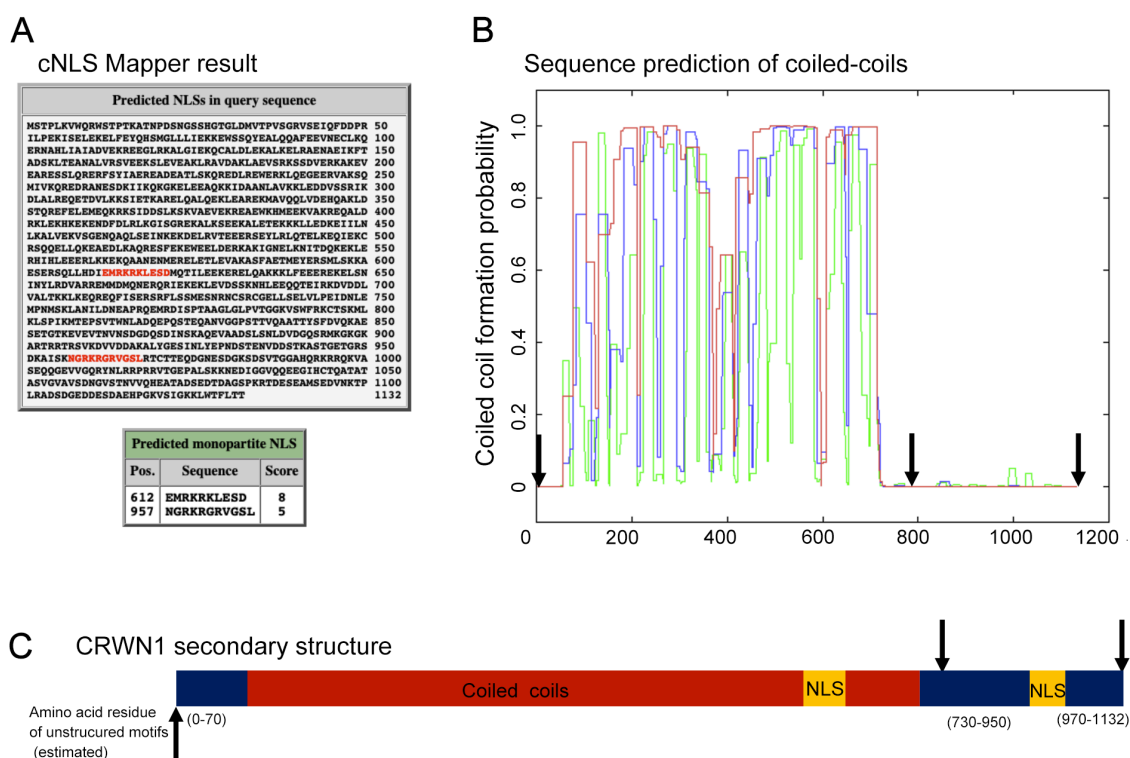 A
cNLS Mapper result
Predicted NLSs in query sequence
MSTPLKVWQRWSTPTKATNPDSNGSSHGTGLDMVTPVSGRVSEIQFDDPR 50
ILPEKISELEKELFEYQHSMGLLLIEKKEWSSQYEALQQAFEEVNECLKQ 100
ERNAHLIAIADVEKREEGLRKALGIEKQCALDLEKALKELRAENAEIKFT 150
ADSKLTEANALVRSVEEKSLEVEAKLRAVDAKLAEVSRKSSDVERKAKEV 200
EARESSLQRERFSYIAEREADEATLSKQREDLREWERKLQEGEERVAKSQ 250
MIVKQREDRANESDKIIKQKGKELEEAQKKIDAANLAVKKLEDDVSSRIK 300
DLALREQETDVLKKSIETKARELQALQEKLEAREKMAVQQLVDEHQAKLD 350
STQREFELEMEQKRKSIDDSLKSKVAEVEKREAEWKHMEEKVAKREQALD 400
RKLEKHKEKENDFDLRLKGISGREKALKSEEKALETEKKKLLEDKEIILN 450
LKALVEKVSGENQAQLSEINKEKDELRVTEEERSEYLRLQTELKEQIEKC 500
RSQQELLQKEAEDLKAQRESFEKEWEELDERKAKIGNELKNITDQKEKLE 550
RHIHLEEERLKKEKQAANENMERELETLEVAKASFAETMEYERSMLSKKA 600
ESERSQLLHDIEMRKRKLESDMQTILEEKERELQAKKKLFEEEREKELSN 650
INYLRDVARREMMDMQNERQRIEKEKLEVDSSKNHLEEQQTEIRKDVDDL 700
VALTKKLKEQREQFISERSRFLSSMESNRNCSRCGELLSELVLPEIDNLE 750
MPNMSKLANILDNEAPRQEMRDISPTAAGLGLPVTGGKVSWFRKCTSKML 800
KLSPIKMTEPSVTWNLADQEPQSTEQANVGGPSTTVQAATTYSFDVQKAE 850
SETGTKEVEVTNVNSDGDQSDINSKAQEVAADSLSNLDVDGQSRMKGKGK 900
ARTRRTRSVKDVVDDAKALYGESINLYEPNDSTENVDDSTKASTGETGRS 950
DKAISKNGRKRGRVGSLRTCTTEQDGNESDGKSDSVTGGAHQRKRRQKVA 1000
SEQQGEVVGQRYNLRRPRRVTGEPALSKKNEDIGGVQQEEGIHCTQATAT 1050
ASVGVAVSDNGVSTNVVQHEATADSEDTDAGSPKRTDESEAMSEDVNKTP 1100
LRADSDGEDDESDAEHPGKVSIGKKLWTFLTT 1132
Predicted monopartite NLS
Pos. Sequence Score
612 EMRKRKLESD 8
957 NGRKRGRVGSL 5
B
Sequence prediction of coiled-coils
Coiled coil formation probability
1.0
0.8
0.6
0.4
0.2
0
0 200 400 600 800 1000 1200
C
CRWN1 secondary structure
Coiled coils NLS NLS
(0-70) (730-950) (970-1132)
Amino acid residue
of unstrucured motifs
(estimated)